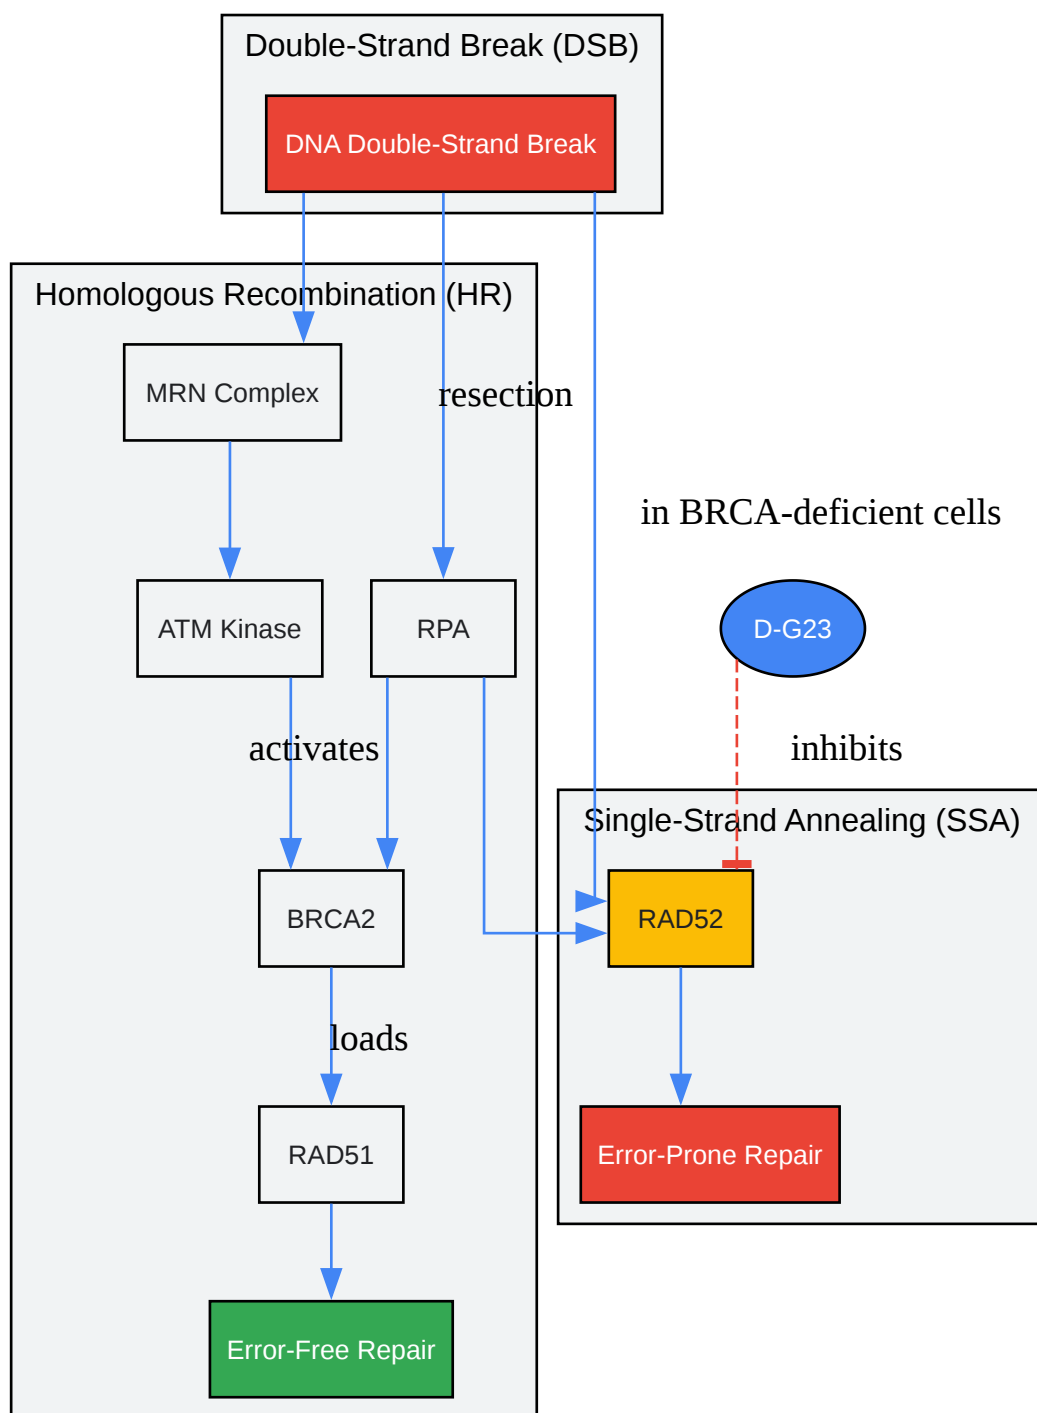 Double-Strand Break (DSB)
DNA Double-Strand Break
Homologous Recombination (HR)
MRN Complex
resection
in BRCA-deficient cells
ATM Kinase
RPA
D-G23
activates
inhibits
Single-Strand Annealing (SSA)
BRCA2
RAD52
loads
RAD51
Error-Prone Repair
Error-Free Repair